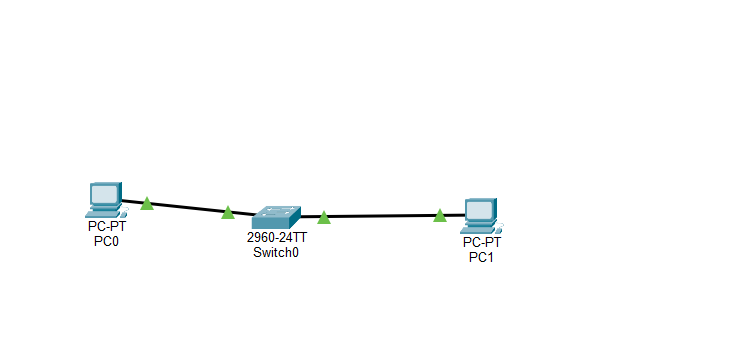 PC-PT
PC0
2960-24TT
Switch0
PC-PT
PC1